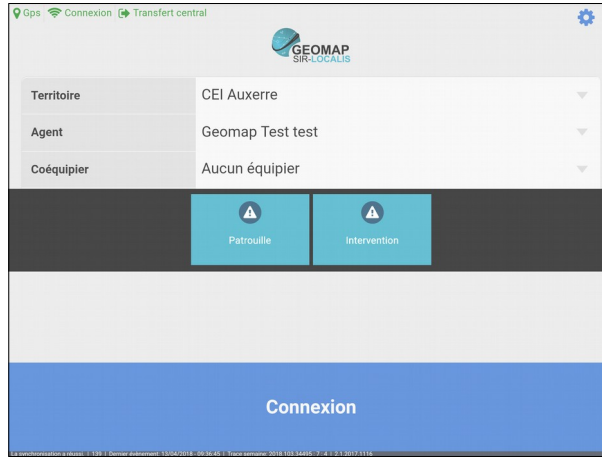 Gps Connexion Transfert central
GEOMAP
SIR-LOCALIS
Territoire CEI Auxerre
Agent Geomap Test test
Coéquipier Aucun équipier
Patrouille Intervention
Connexion
La synchronisation a réussi. | 139 | Dernier évènement: 13/04/2018 - 09:36:45 | Trace semaine: 2018.103.34495 : 7 : 4 | 2.1.2017.1116